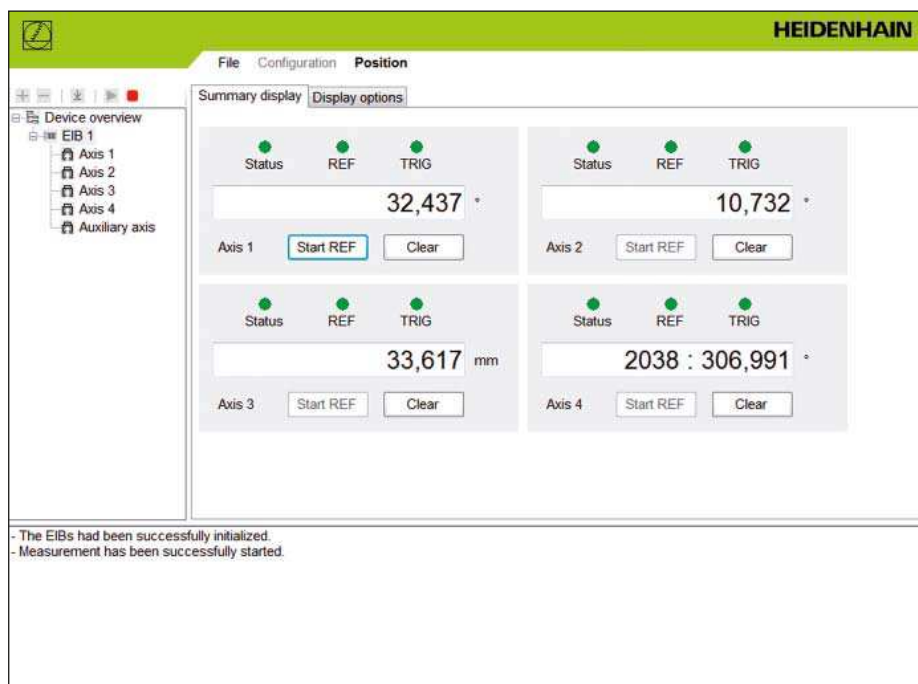 HEIDENHAIN
File Configuration Position
Summary display Display options
Device overview
EIB 1
Axis 1
Axis 2
Axis 3
Axis 4
Auxiliary axis
Status REF TRIG
32,437 °
Axis 1 Start REF Clear
Status REF TRIG
10,732 °
Axis 2 Start REF Clear
Status REF TRIG
33,617 mm
Axis 3 Start REF Clear
Status REF TRIG
2038 : 306,991 °
Axis 4 Start REF Clear
- The EIBs had been successfully initialized.
- Measurement has been successfully started.